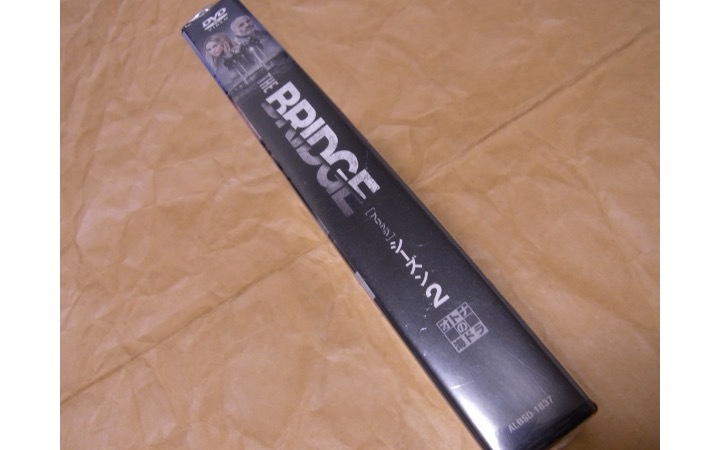 DVD
VIDEO
THE
BRIDGE
[ブリッジ] シーズン2
オトナ
の
海ドラ
ALBSD-1837